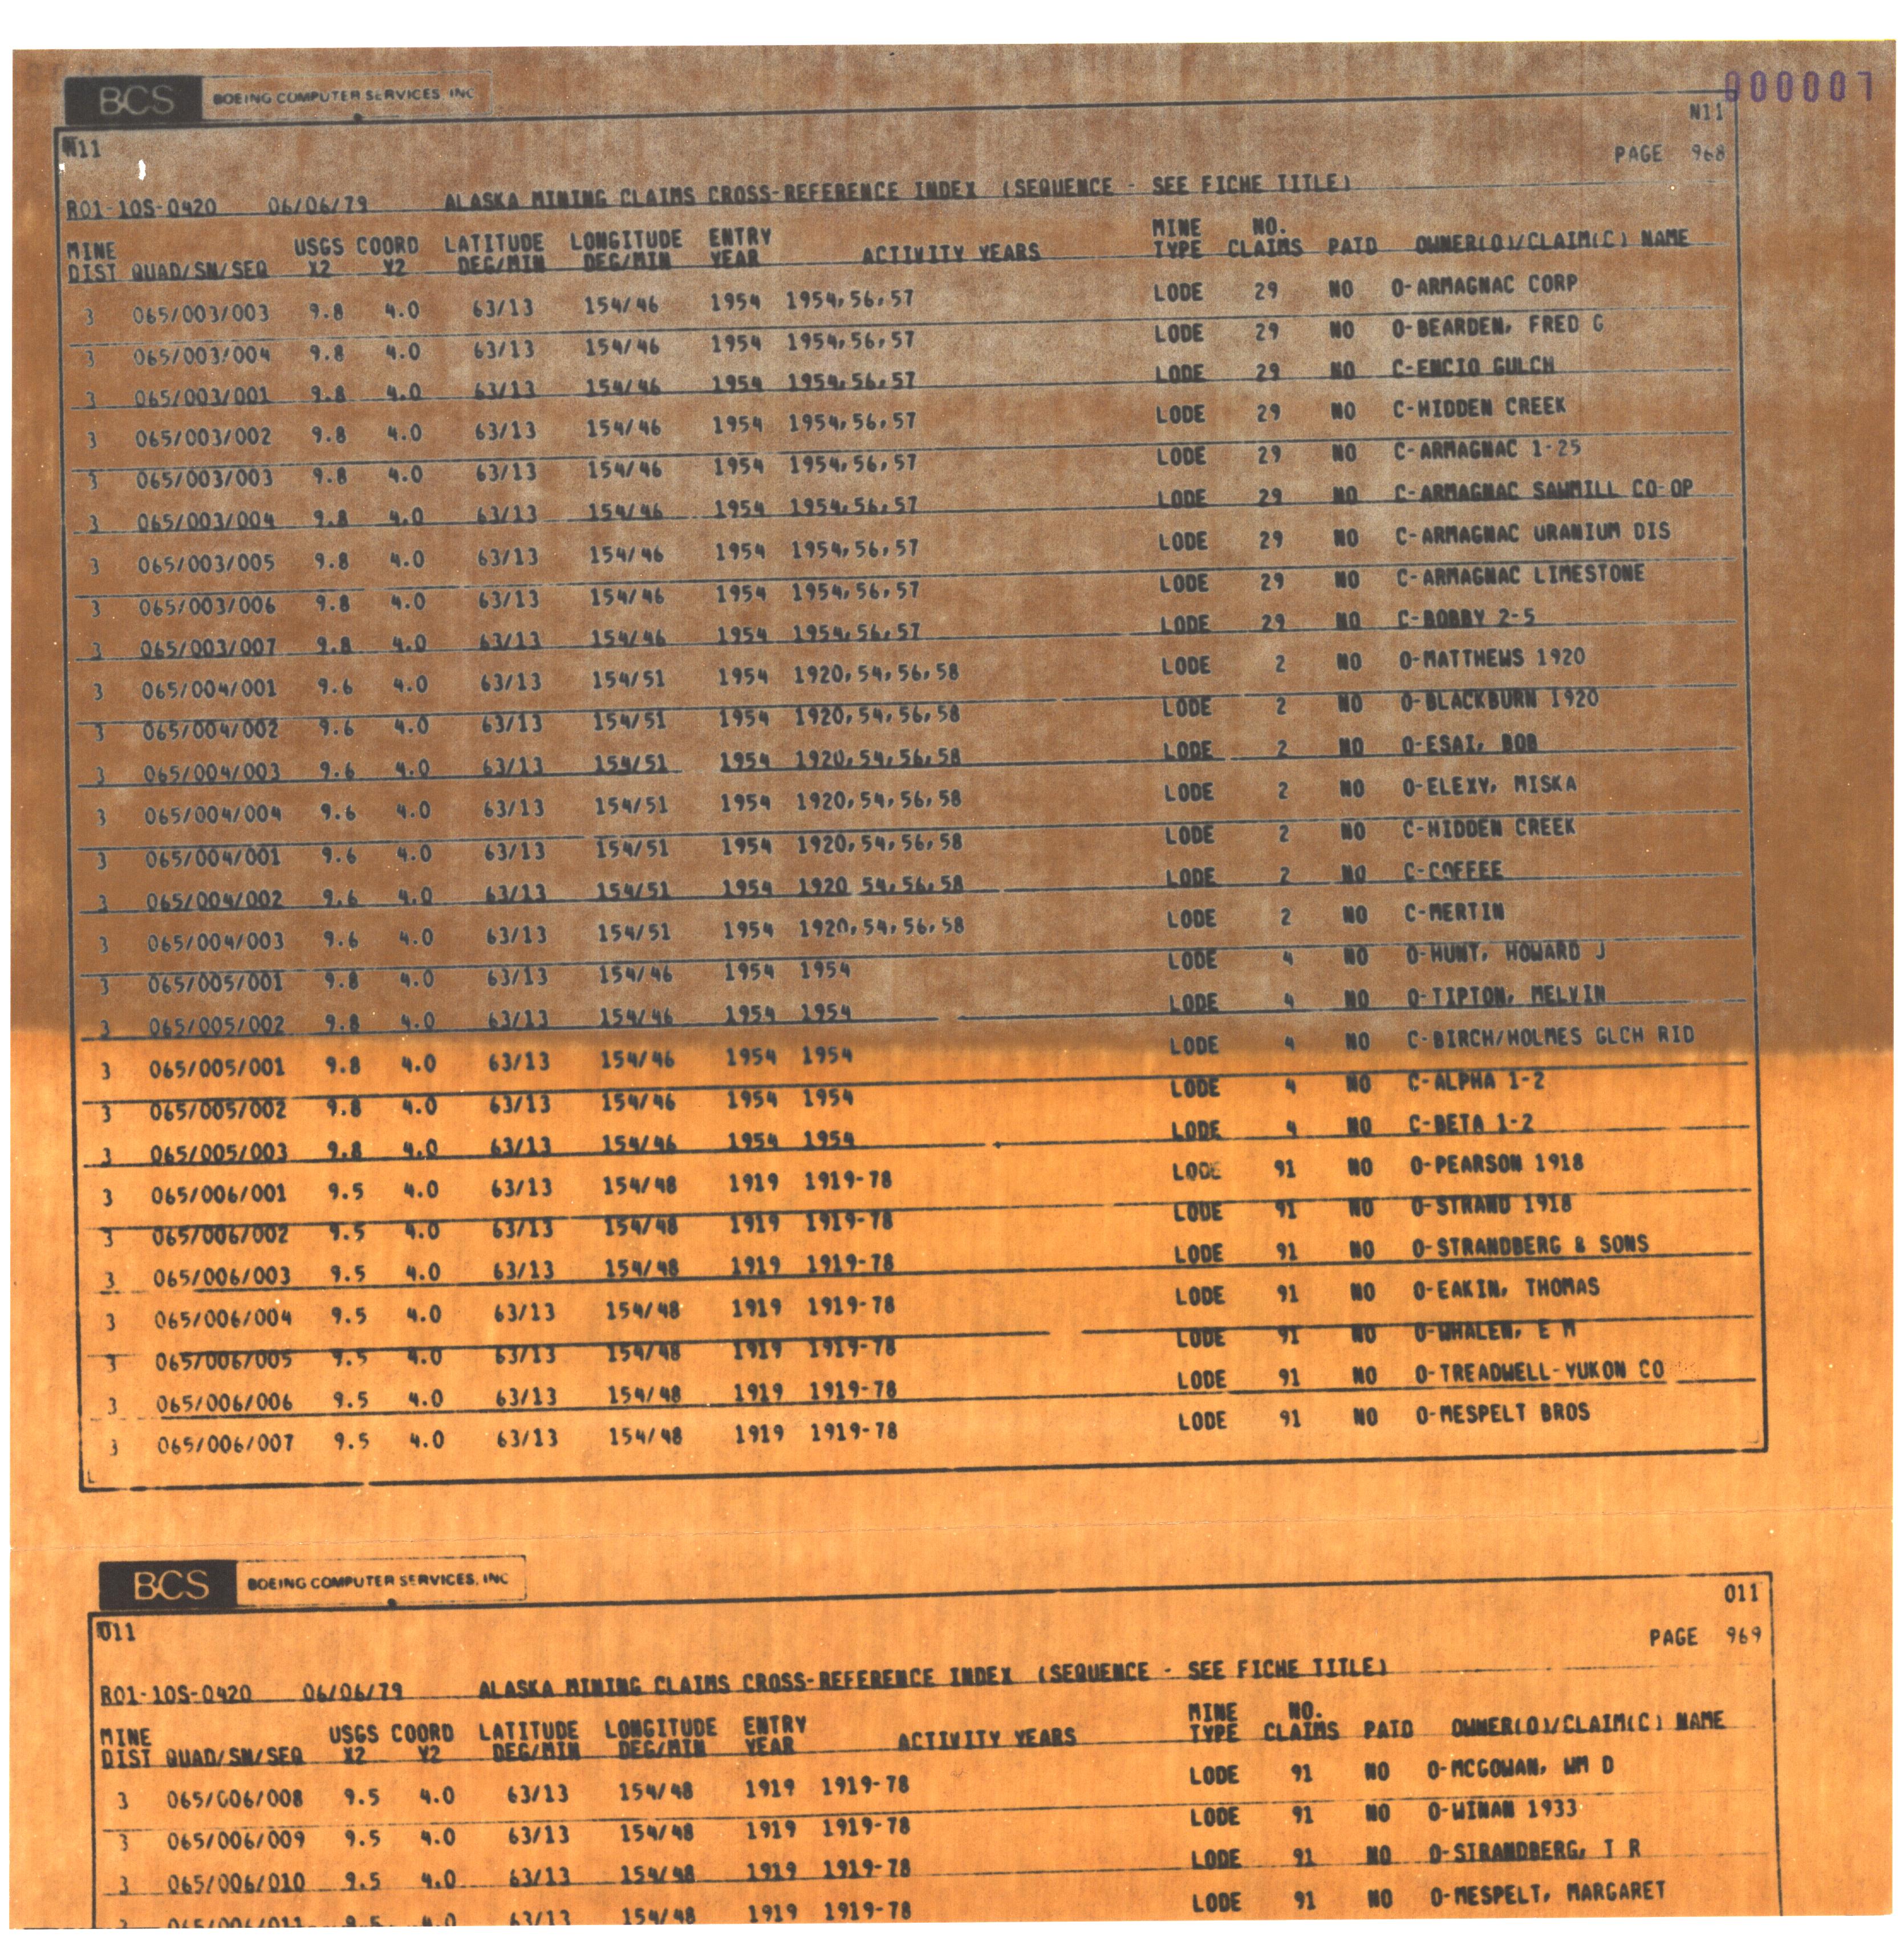 000007
BCS BOEING COMPUTER SERVICES, INC
N11 N11
PAGE 968
R01-10S-0420 06/06/79 ALASKA MINING CLAIMS CROSS-REFERENCE INDEX (SEQUENCE - SEE FICHE TITLE)
MINE USGS COORD LATITUDE LONGITUDE ENTRY MINE NO.
DIST QUAD/SN/SEQ X2 Y2 DEG/MIN DEG/MIN YEAR ACTIVITY YEARS TYPE CLAIMS PATD OWNER(O)/CLAIM(C) NAME
3 065/003/003 9.8 4.0 63/13 154/46 1954 1954,56,57 LODE 29 NO O-ARMAGNAC CORP
3 065/003/004 9.8 4.0 63/13 154/46 1954 1954,56,57 LODE 29 NO O-BEARDEN, FRED G
3 065/003/001 9.8 4.0 63/13 154/46 1954 1954,56,57 LODE 29 NO C-ENCIO GULCH
3 065/003/002 9.8 4.0 63/13 154/46 1954 1954,56,57 LODE 29 NO C-HIDDEN CREEK
3 065/003/003 9.8 4.0 63/13 154/46 1954 1954,56,57 LODE 29 NO C-ARMAGNAC 1-25
3 065/003/004 9.8 4.0 63/13 154/46 1954 1954,56,57 LODE 29 NO C-ARMAGNAC SAWMILL CO-OP
3 065/003/005 9.8 4.0 63/13 154/46 1954 1954,56,57 LODE 29 NO C-ARMAGNAC URANIUM DIS
3 065/003/006 9.8 4.0 63/13 154/46 1954 1954,56,57 LODE 29 NO C-ARMAGNAC LIMESTONE
3 065/003/007 9.8 4.0 63/13 154/46 1954 1954,56,57 LODE 29 NO C-BOBBY 2-5
3 065/004/001 9.6 4.0 63/13 154/51 1954 1920,54,56,58 LODE 2 NO O-MATTHEWS 1920
3 065/004/002 9.6 4.0 63/13 154/51 1954 1920,54,56,58 LODE 2 NO O-BLACKBURN 1920
3 065/004/003 9.6 4.0 63/13 154/51 1954 1920,54,56,58 LODE 2 NO O-ESAI, BOB
3 065/004/004 9.6 4.0 63/13 154/51 1954 1920,54,56,58 LODE 2 NO O-ELEXY, MISKA
3 065/004/001 9.6 4.0 63/13 154/51 1954 1920,54,56,58 LODE 2 NO C-HIDDEN CREEK
3 065/004/002 9.6 4.0 63/13 154/51 1954 1920 54,56,58 LODE 2 NO C-COFFEE
3 065/004/003 9.6 4.0 63/13 154/51 1954 1920,54,56,58 LODE 2 NO C-MERTIN
3 065/005/001 9.8 4.0 63/13 154/46 1954 1954 LODE 4 NO O-HUNT, HOWARD J
3 065/005/002 9.8 4.0 63/13 154/46 1954 1954 LODE 4 NO O-TIPTON, MELVIN
3 065/005/001 9.8 4.0 63/13 154/46 1954 1954 LODE 4 NO C-BIRCH/HOLMES GLCH RID
3 065/005/002 9.8 4.0 63/13 154/46 1954 1954 LODE 4 NO C-ALPHA 1-2
3 065/005/003 9.8 4.0 63/13 154/46 1954 1954 LODE 4 NO C-BETA 1-2
3 065/006/001 9.5 4.0 63/13 154/48 1919 1919-78 LODE 91 NO O-PEARSON 1918
3 065/006/002 9.5 4.0 63/13 154/48 1919 1919-78 LODE 91 NO O-STRAND 1918
3 065/006/003 9.5 4.0 63/13 154/48 1919 1919-78 LODE 91 NO O-STRANDBERG & SONS
3 065/006/004 9.5 4.0 63/13 154/48 1919 1919-78 LODE 91 NO O-EAKIN, THOMAS
3 065/006/005 9.5 4.0 63/13 154/48 1919 1919-78 LODE 91 NO O-WHALEN, E M
3 065/006/006 9.5 4.0 63/13 154/48 1919 1919-78 LODE 91 NO O-TREADWELL-YUKON CO
3 065/006/007 9.5 4.0 63/13 154/48 1919 1919-78 LODE 91 NO O-MESPELT BROS
BCS BOEING COMPUTER SERVICES, INC
O11 O11
PAGE 969
R01-10S-0420 06/06/79 ALASKA MINING CLAIMS CROSS-REFERENCE INDEX (SEQUENCE - SEE FICHE TITLE)
MINE USGS COORD LATITUDE LONGITUDE ENTRY MINE NO.
DIST QUAD/SN/SEQ X2 Y2 DEG/MIN DEG/MIN YEAR ACTIVITY YEARS TYPE CLAIMS PATD OWNER(O)/CLAIM(C) NAME
3 065/006/008 9.5 4.0 63/13 154/48 1919 1919-78 LODE 91 NO O-MCGOWAN, WM D
3 065/006/009 9.5 4.0 63/13 154/48 1919 1919-78 LODE 91 NO O-WINAN 1933
3 065/006/010 9.5 4.0 63/13 154/48 1919 1919-78 LODE 91 NO O-STRANDBERG, T R
3 065/006/011 9.5 4.0 63/13 154/48 1919 1919-78 LODE 91 NO O-MESPELT, MARGARET